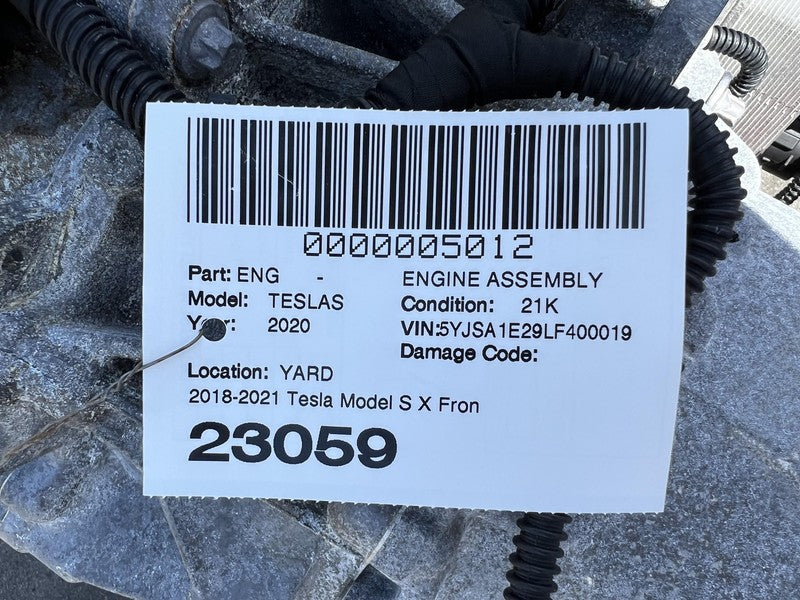 0000005012
Part: ENG - ENGINE ASSEMBLY
Model: TESLAS Condition: 21K
Year: 2020 VIN:5YJSA1E29LF400019
Damage Code:
Location: YARD
2018-2021 Tesla Model S X Fron
23059